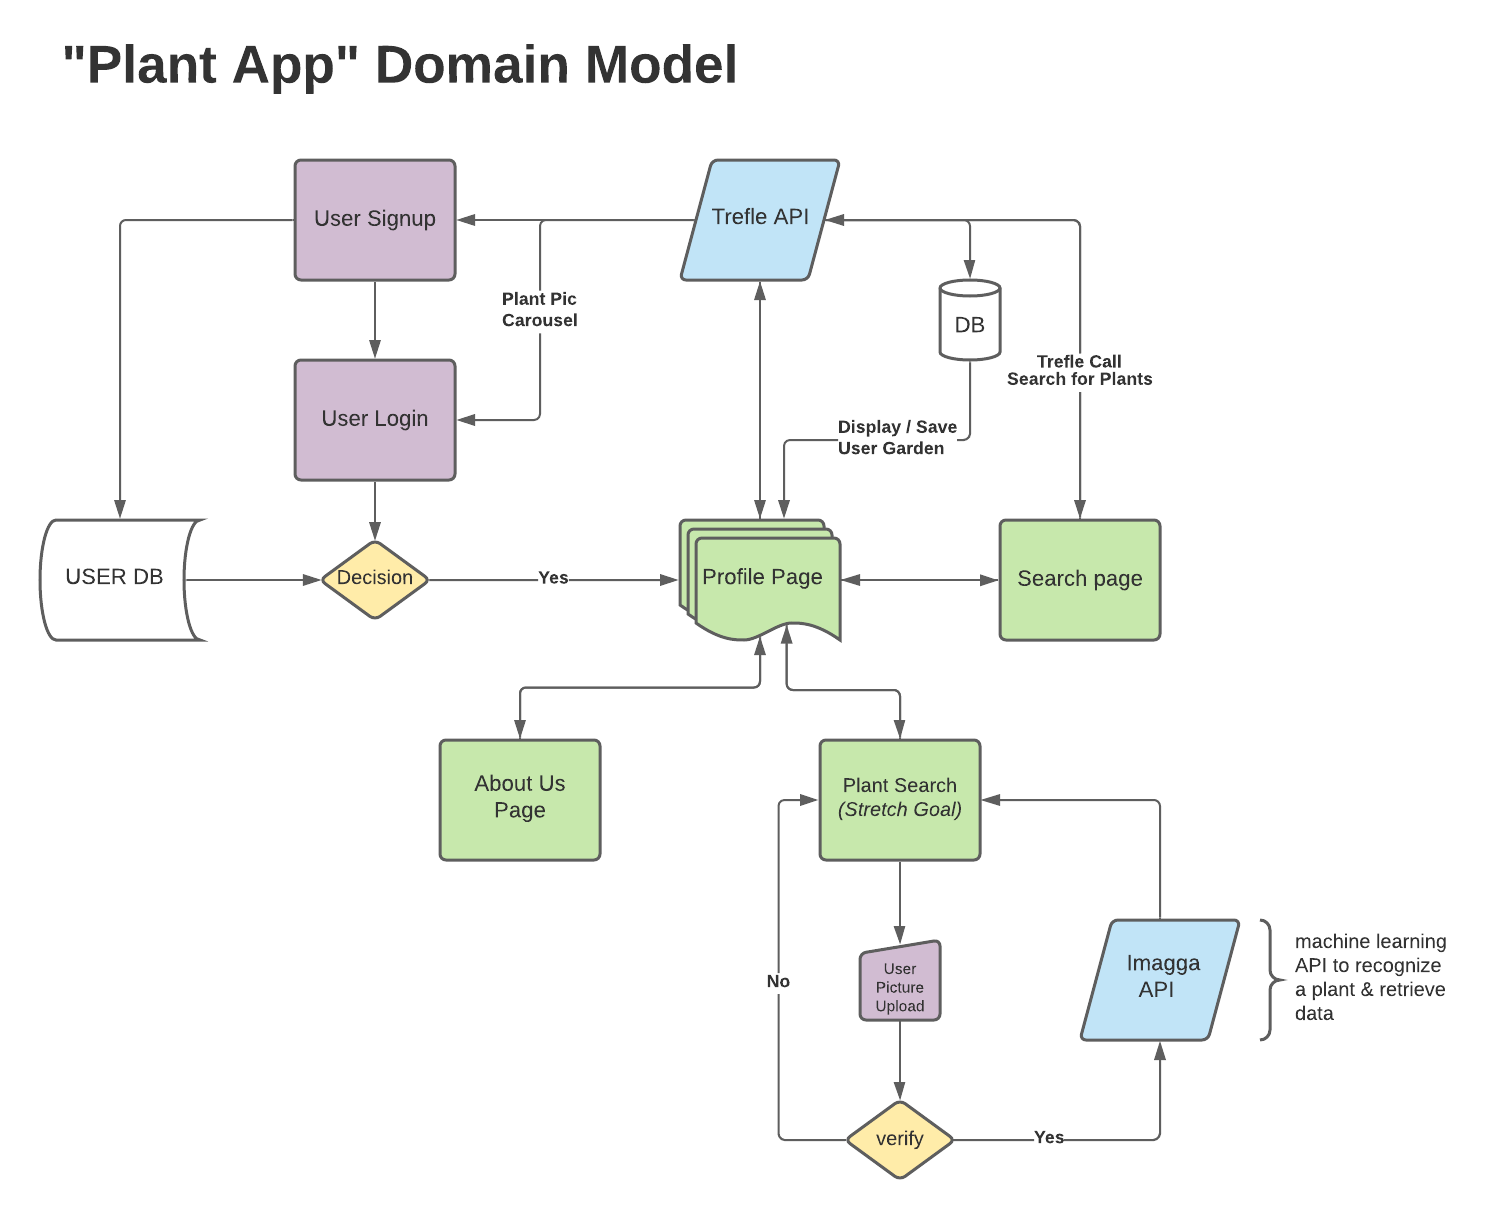 "Plant App" Domain Model
User Signup
Trefle API
Plant Pic
Carousel
DB
Trefle Call
Search for Plants
User Login
Display / Save
User Garden
USER DB
Decision
Yes
Profile Page
Search page
About Us
Page
Plant Search
(Stretch Goal)
No
User
Picture
Upload
Imagga
API
machine learning
API to recognize
a plant & retrieve
data
verify
Yes